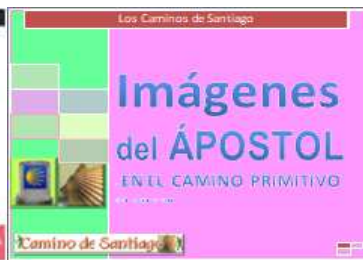 Los Caminos de Santiago
Imágenes
del ÁPOSTOL
EN EL CAMINO PRIMITIVO
Camino de Santiago